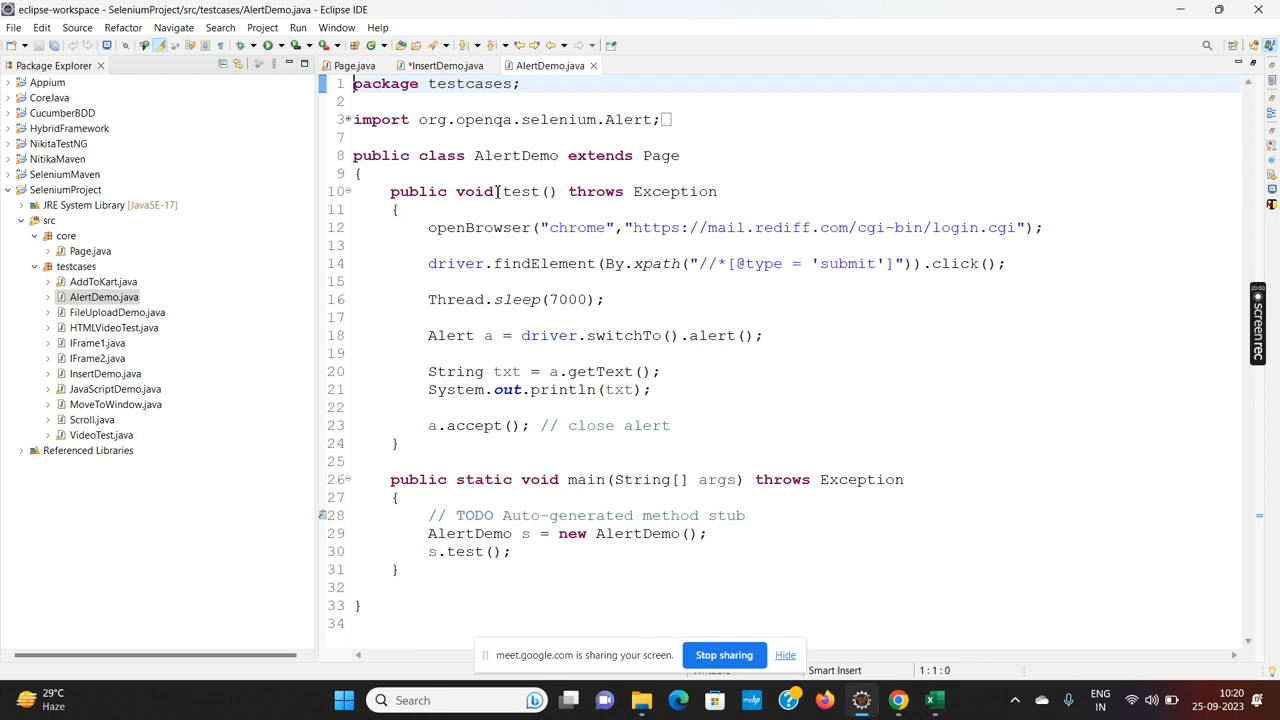 eclipse-workspace - SeleniumProject/src/testcases/AlertDemo.java - Eclipse IDE
File Edit Source Refactor Navigate Search Project Run Window Help
Package Explorer
Page.java
*InsertDemo.java
AlertDemo.java
Appium
CoreJava
CucumberBDD
HybridFramework
NikitaTestNG
NitikaMaven
SeleniumMaven
SeleniumProject
JRE System Library [JavaSE-17]
src
core
Page.java
testcases
AddToKart.java
AlertDemo.java
FileUploadDemo.java
HTMLVideoTest.java
IFrame1.java
IFrame2.java
InsertDemo.java
JavaScriptDemo.java
MoveToWindow.java
Scroll.java
VideoTest.java
Referenced Libraries
1 package testcases;
2
3 import org.openqa.selenium.Alert;
7
8 public class AlertDemo extends Page
9 {
10 public void test() throws Exception
11 {
12 openBrowser("chrome","https://mail.rediff.com/cgi-bin/login.cgi");
13
14 driver.findElement(By.xpath("//*[@type = 'submit']")).click();
15
16 Thread.sleep(7000);
17
18 Alert a = driver.switchTo().alert();
19
20 String txt = a.getText();
21 System.out.println(txt);
22
23 a.accept(); // close alert
24 }
25
26 public static void main(String[] args) throws Exception
27 {
28 // TODO Auto-generated method stub
29 AlertDemo s = new AlertDemo();
30 s.test();
31 }
32
33 }
34
20:50
screenrec
meet.google.com is sharing your screen.
Stop sharing
Hide
Smart Insert
1 : 1 : 0
29°C
Haze
Search
ENG
IN
10:20
25-09-2023